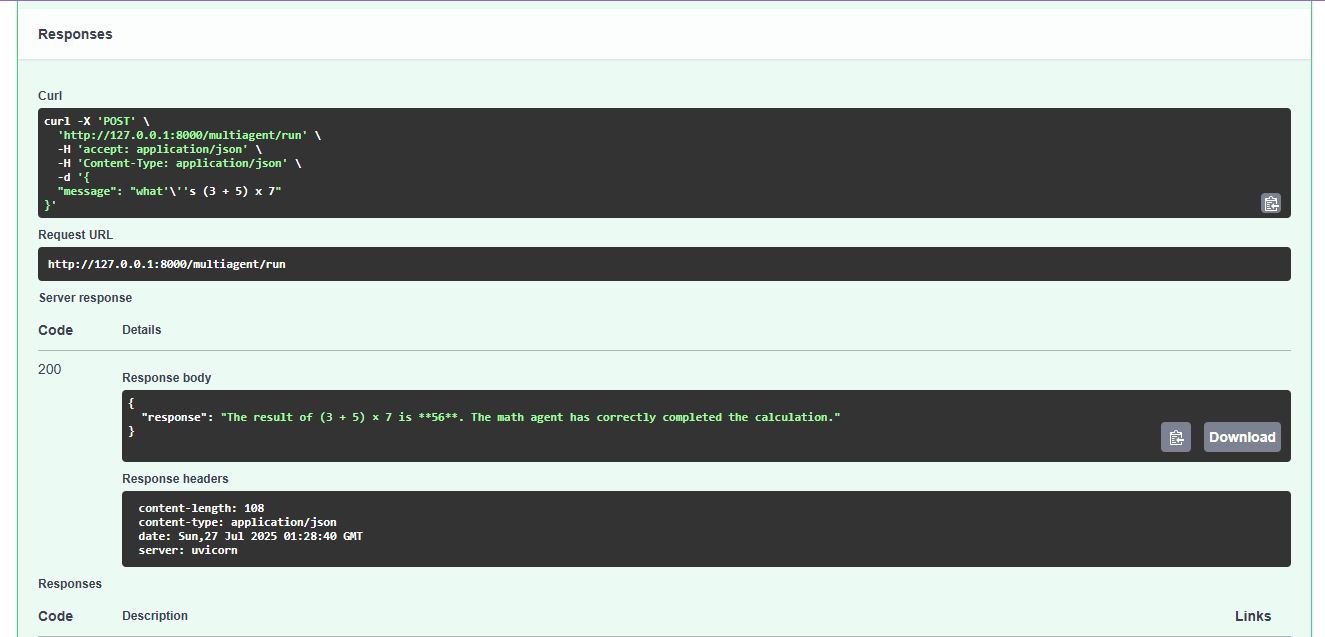 Responses
Curl
curl -X 'POST' \
  'http://127.0.0.1:8000/multiagent/run' \
  -H 'accept: application/json' \
  -H 'Content-Type: application/json' \
  -d '{
  "message": "what'\''s (3 + 5) x 7"
}'
Request URL
http://127.0.0.1:8000/multiagent/run
Server response
Code Details
200
Response body
{
  "response": "The result of (3 + 5) × 7 is **56**. The math agent has correctly completed the calculation."
}
Download
Response headers
content-length: 108
content-type: application/json
date: Sun,27 Jul 2025 01:28:40 GMT
server: uvicorn
Responses
Code Description Links